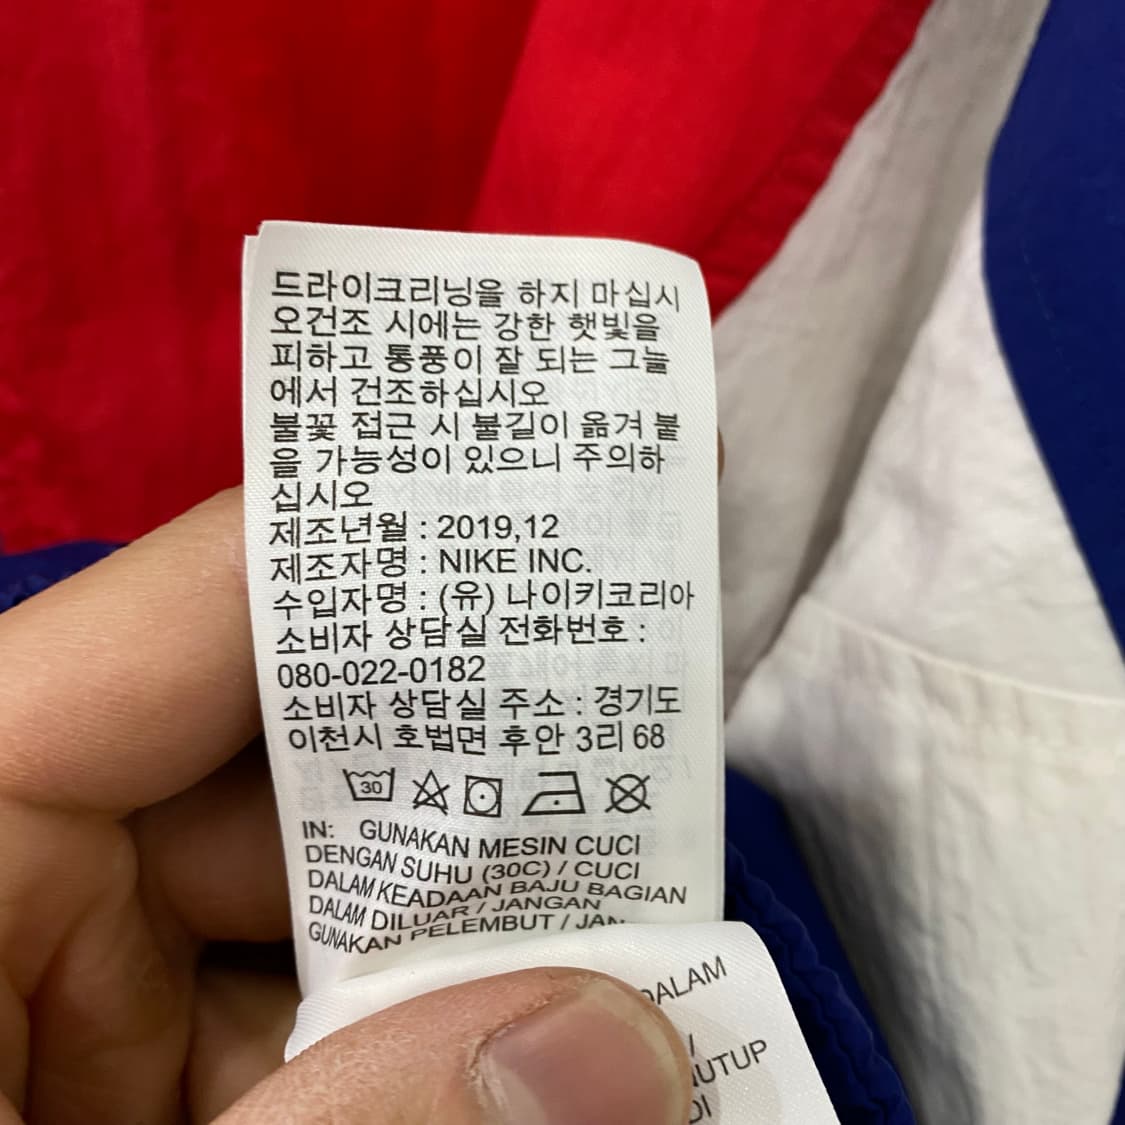 드라이크리닝을 하지 마십시
오건조 시에는 강한 햇빛을
피하고 통풍이 잘 되는 그늘
에서 건조하십시오
불꽃 접근 시 불길이 옮겨 붙
을 가능성이 있으니 주의하
십시오
제조년월 : 2019,12
제조자명 : NIKE INC.
수입자명 : (유) 나이키코리아
소비자 상담실 전화번호 :
080-022-0182
소비자 상담실 주소 : 경기도
이천시 호법면 후안 3리 68
30
IN: GUNAKAN MESIN CUCI
DENGAN SUHU (30C) / CUCI
DALAM KEADAAN BAJU BAGIAN
DALAM DILUAR / JANGAN
GUNAKAN PELEMBUT /
DALAM
/